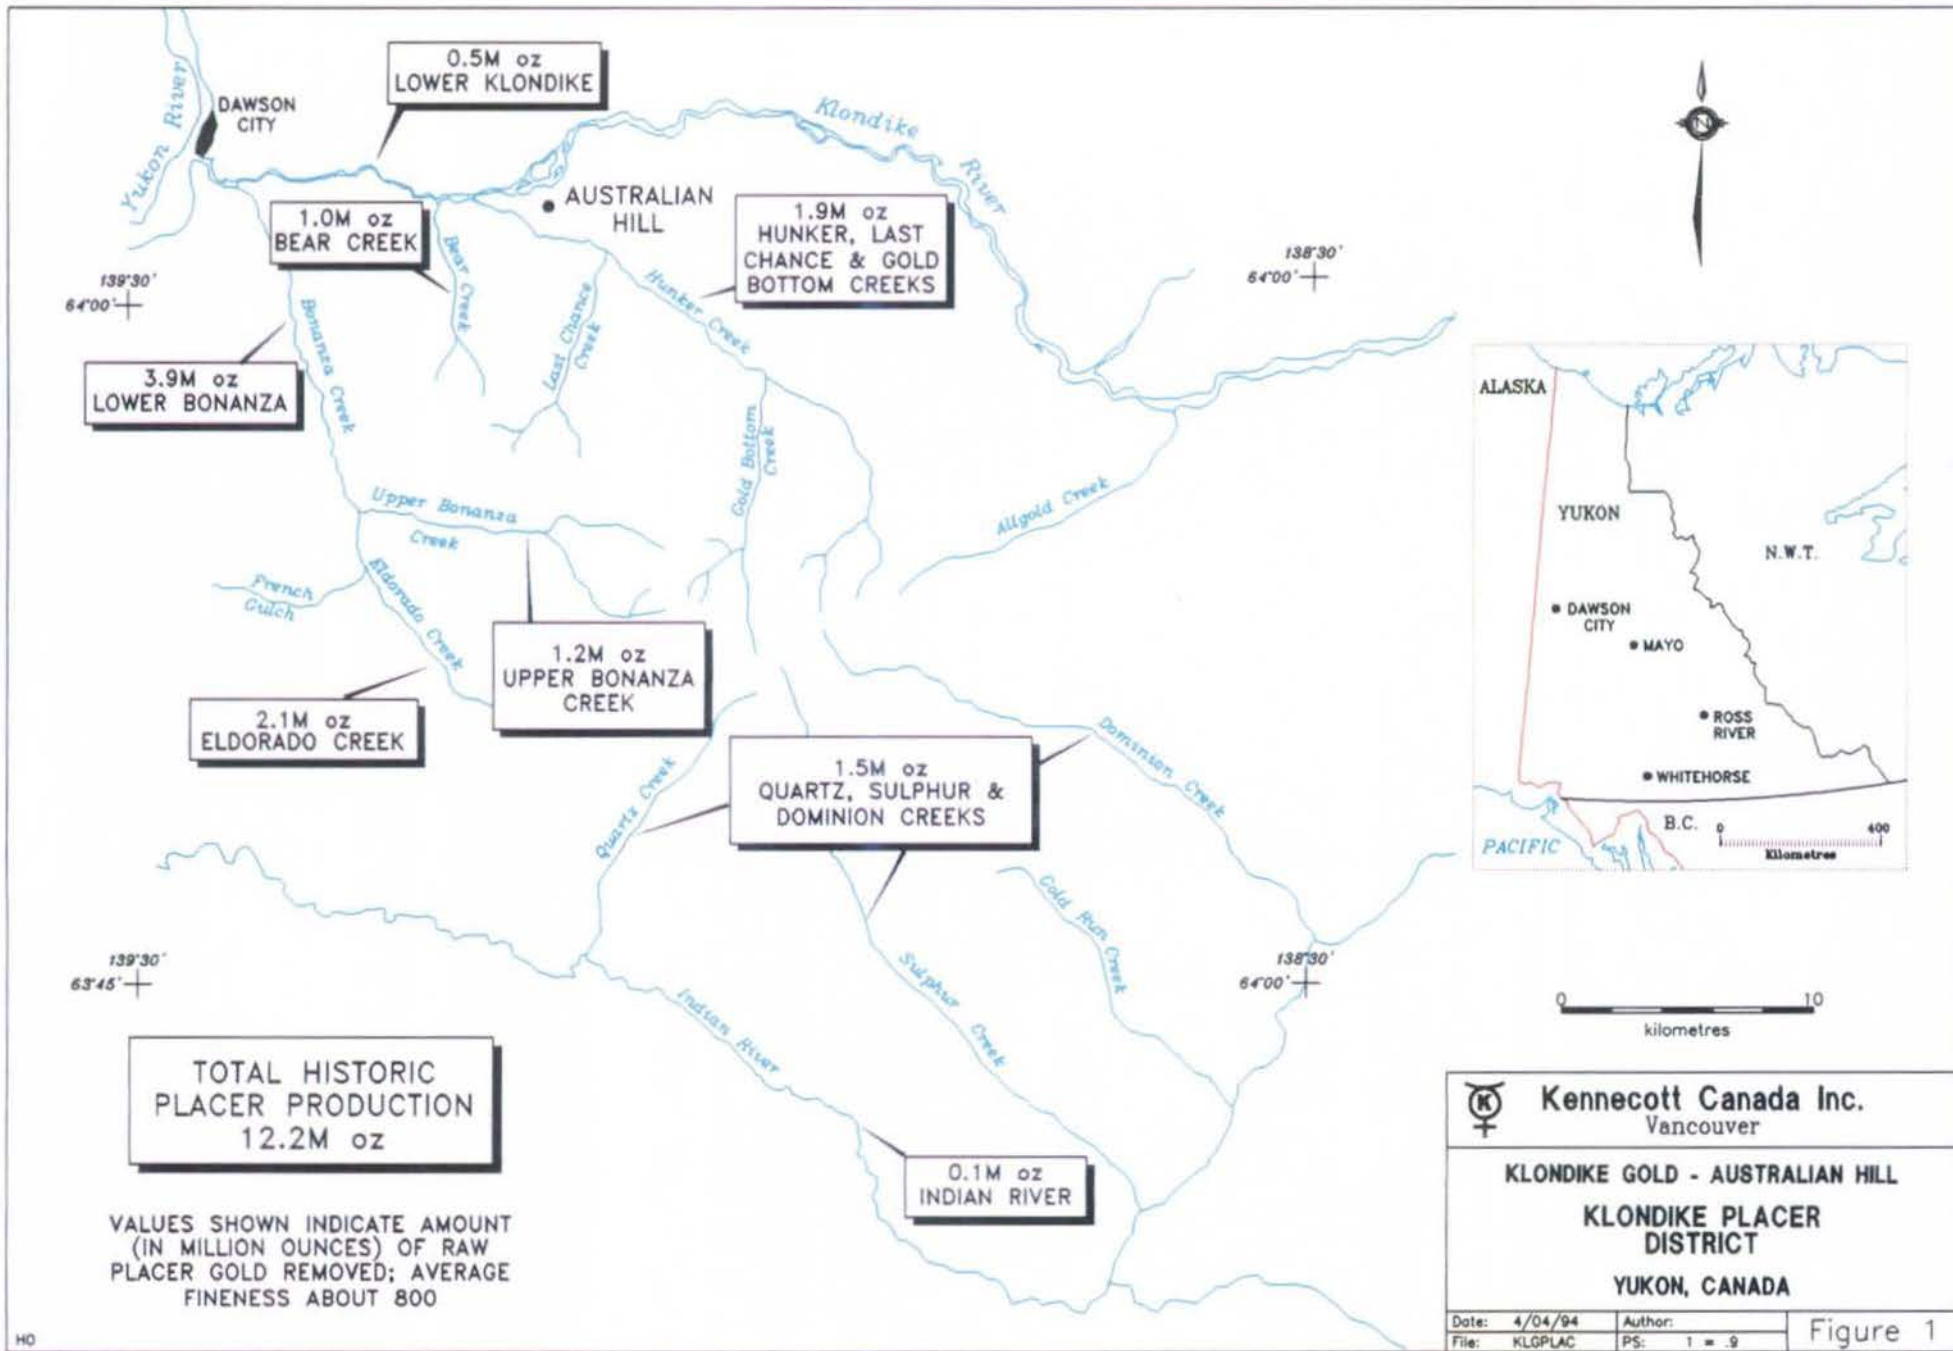 0.5M oz
LOWER KLONDIKE
DAWSON
CITY
Yukon River
Klondike
River
AUSTRALIAN
HILL
1.0M oz
BEAR CREEK
1.9M oz
HUNKER, LAST
CHANCE & GOLD
BOTTOM CREEKS
Bear Creek
Hunker Creek
Last Chance
Creek
139°30'
64°00'
138°30'
64°00'
Bonanza Creek
3.9M oz
LOWER BONANZA
Gold Bottom
Creek
Upper Bonanza
Creek
Allgold Creek
French
Gulch
Eldorado Creek
1.2M oz
UPPER BONANZA
CREEK
2.1M oz
ELDORADO CREEK
Quartz Creek
1.5M oz
QUARTZ, SULPHUR &
DOMINION CREEKS
Dominion Creek
Gold Run
Creek
Sulphur Creek
Indian River
139°30'
63°45'
138°30'
64°00'
TOTAL HISTORIC
PLACER PRODUCTION
12.2M oz
0.1M oz
INDIAN RIVER
VALUES SHOWN INDICATE AMOUNT
(IN MILLION OUNCES) OF RAW
PLACER GOLD REMOVED; AVERAGE
FINENESS ABOUT 800
HO
N
ALASKA
YUKON
N.W.T.
DAWSON
CITY
MAYO
ROSS
RIVER
WHITEHORSE
B.C.
PACIFIC
0 400
Kilometres
0 10
kilometres
K
Kennecott Canada Inc.
Vancouver
KLONDIKE GOLD - AUSTRALIAN HILL
KLONDIKE PLACER
DISTRICT
YUKON, CANADA
Date: 4/04/94 Author:
File: KLGPLAC PS: 1 = .9
Figure 1